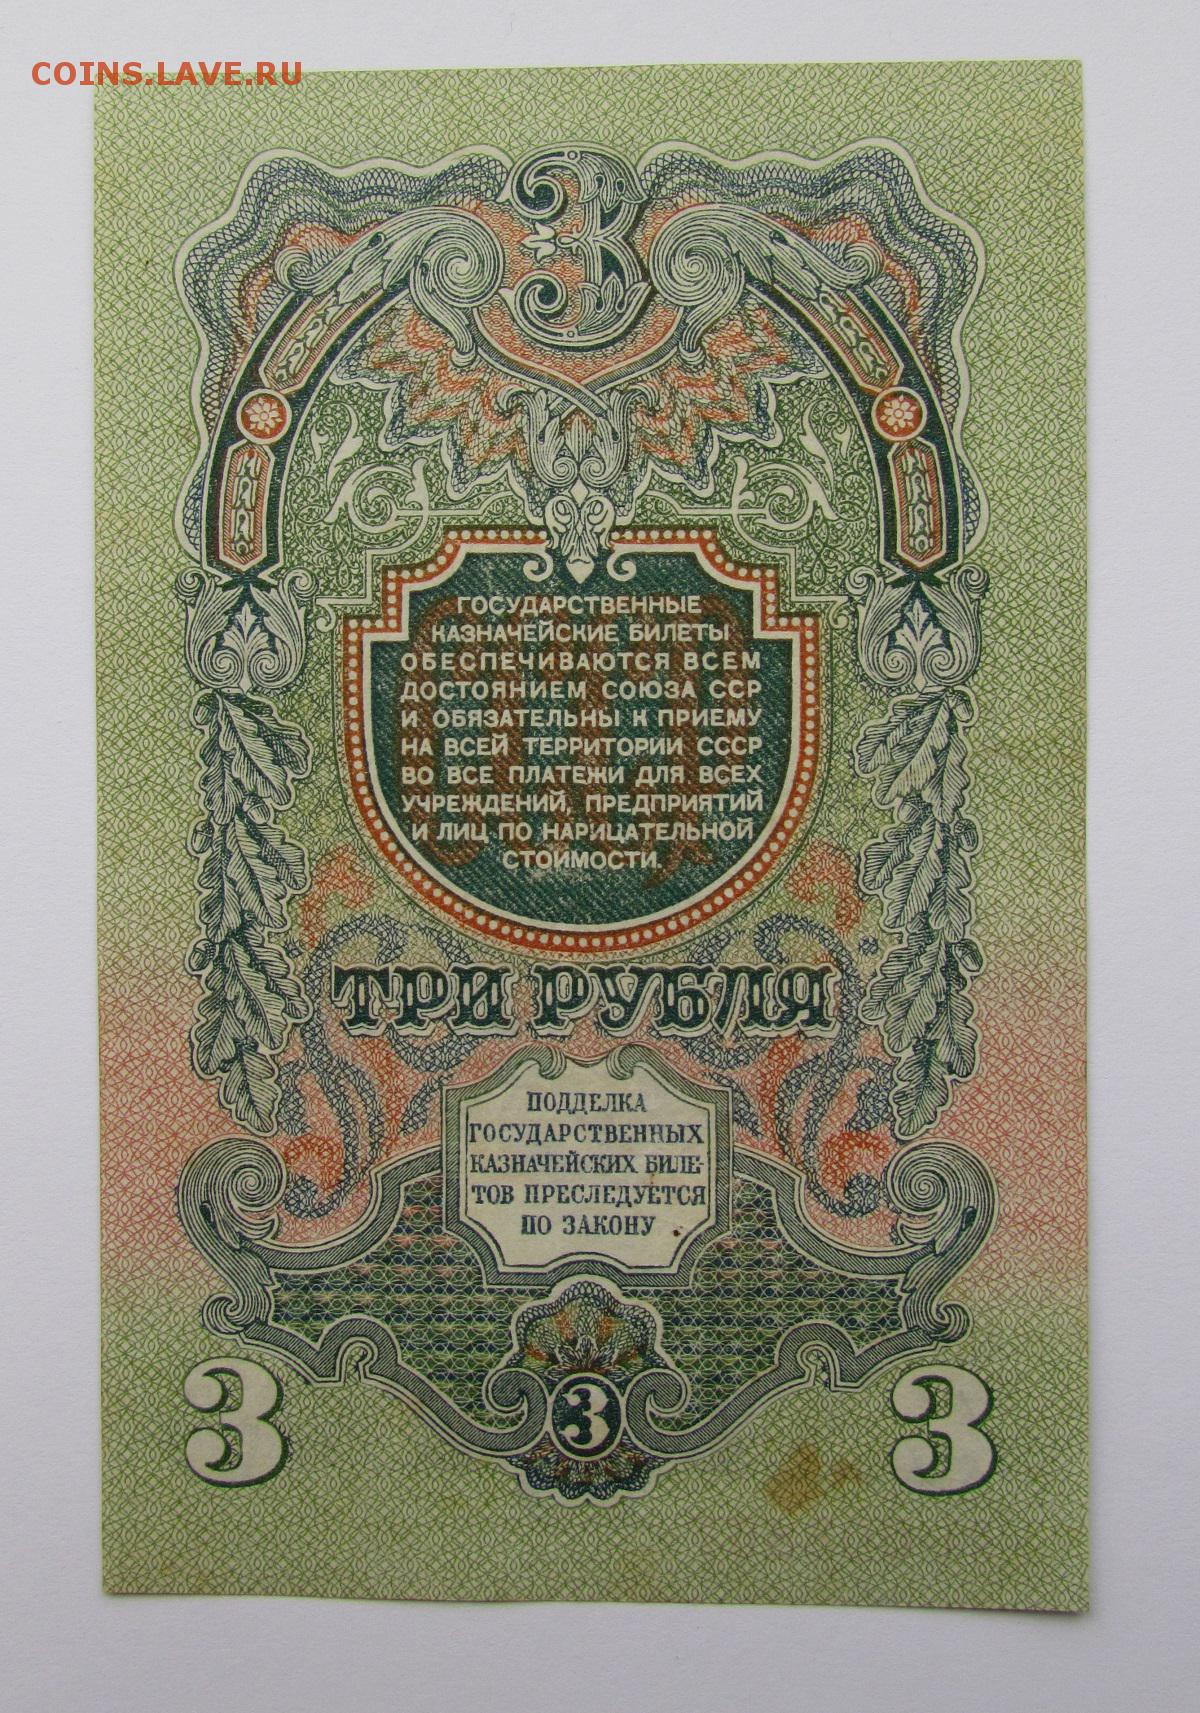 COINS.LAVE.RU
3
ГОСУДАРСТВЕННЫЕ
КАЗНАЧЕЙСКИЕ БИЛЕТЫ
ОБЕСПЕЧИВАЮТСЯ ВСЕМ
ДОСТОЯНИЕМ СОЮЗА ССР
И ОБЯЗАТЕЛЬНЫ К ПРИЕМУ
НА ВСЕЙ ТЕРРИТОРИИ СССР
ВО ВСЕ ПЛАТЕЖИ ДЛЯ ВСЕХ
УЧРЕЖДЕНИЙ, ПРЕДПРИЯТИЙ
И ЛИЦ ПО НАРИЦАТЕЛЬНОЙ
СТОИМОСТИ.
ТРИ РУБЛЯ
ПОДДЕЛКА
ГОСУДАРСТВЕННЫХ
КАЗНАЧЕЙСКИХ БИЛЕ-
ТОВ ПРЕСЛЕДУЕТСЯ
ПО ЗАКОНУ
3 3 3